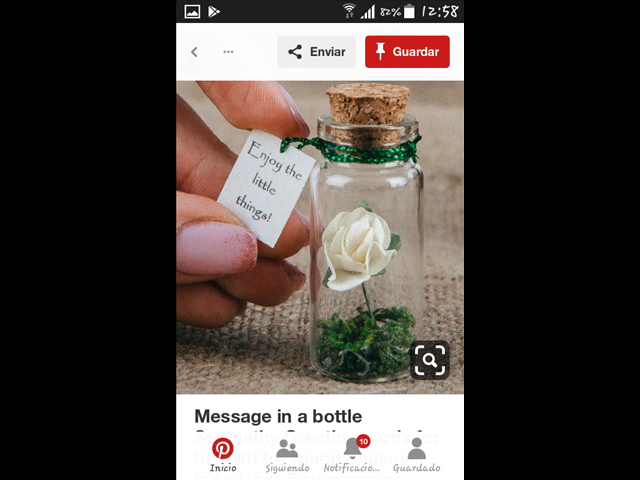 82% 12:58
Enviar
Guardar
Enjoy the
little
things!
Message in a bottle
Inicio
Siguiendo
10
Notificacio...
Guardado